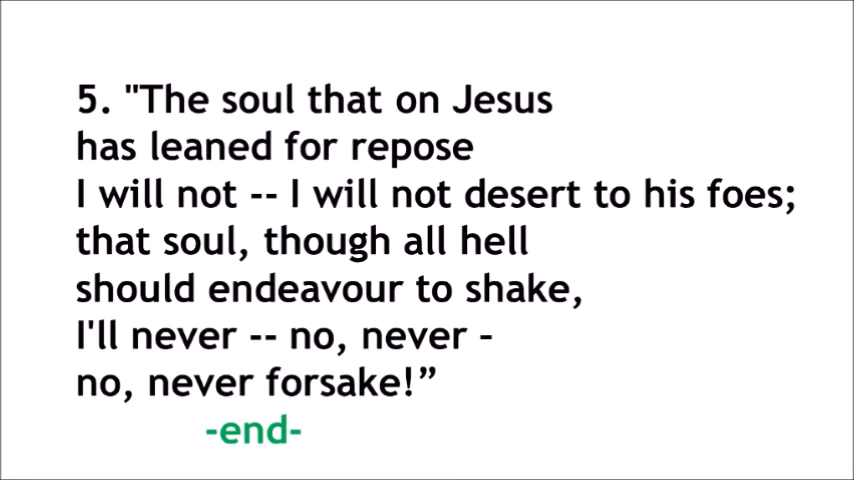 5. "The soul that on Jesus
has leaned for repose
I will not -- I will not desert to his foes;
that soul, though all hell
should endeavour to shake,
I'll never -- no, never –
no, never forsake!”
-end-